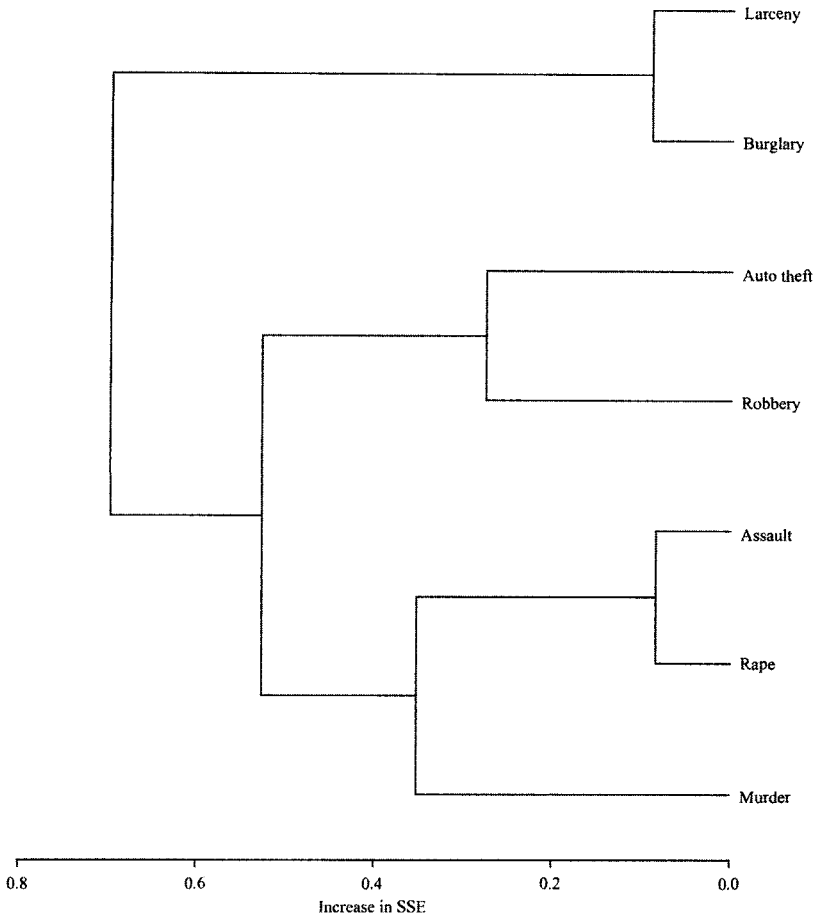 Larceny
Burglary
Auto theft
Robbery
Assault
Rape
Murder
0.8 0.6 0.4 0.2 0.0
Increase in SSE